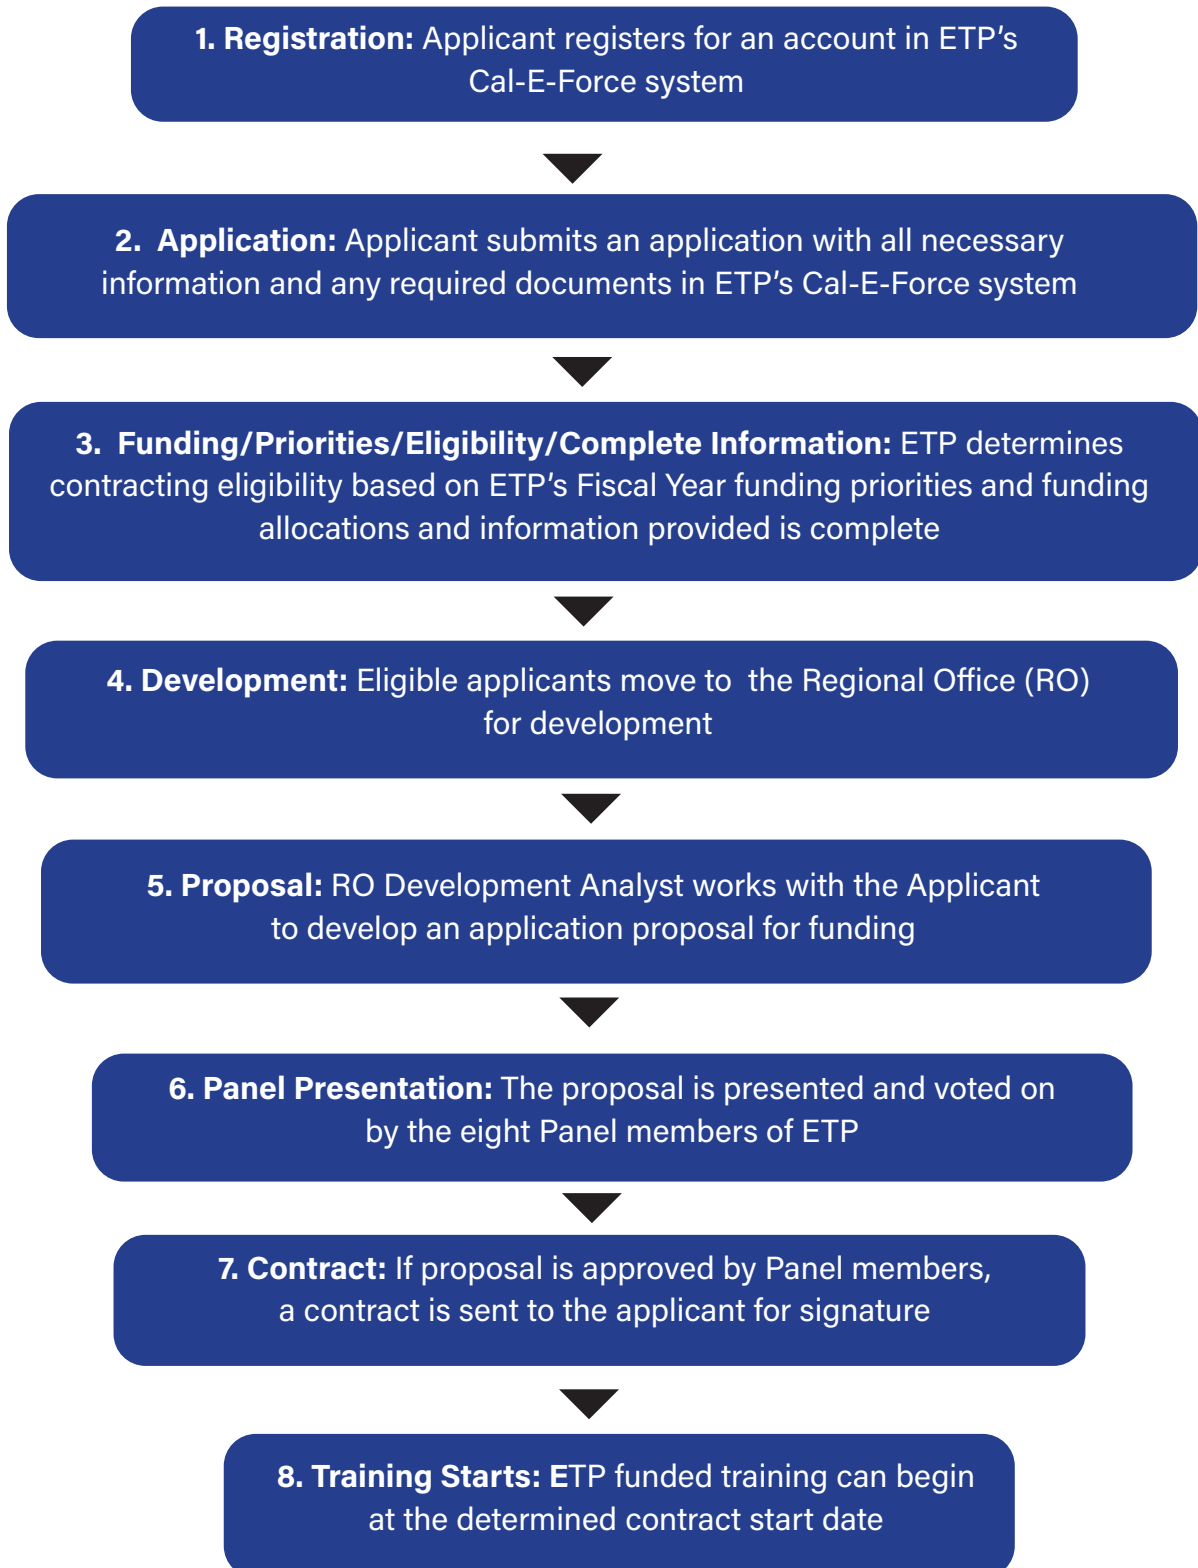 1. Registration: Applicant registers for an account in ETP's
Cal-E-Force system
2. Application: Applicant submits an application with all necessary
information and any required documents in ETP's Cal-E-Force system
3. Funding/Priorities/Eligibility/Complete Information: ETP determines
contracting eligibility based on ETP's Fiscal Year funding priorities and funding
allocations and information provided is complete
4. Development: Eligible applicants move to the Regional Office (RO)
for development
5. Proposal: RO Development Analyst works with the Applicant
to develop an application proposal for funding
6. Panel Presentation: The proposal is presented and voted on
by the eight Panel members of ETP
7. Contract: If proposal is approved by Panel members,
a contract is sent to the applicant for signature
8. Training Starts: ETP funded training can begin
at the determined contract start date